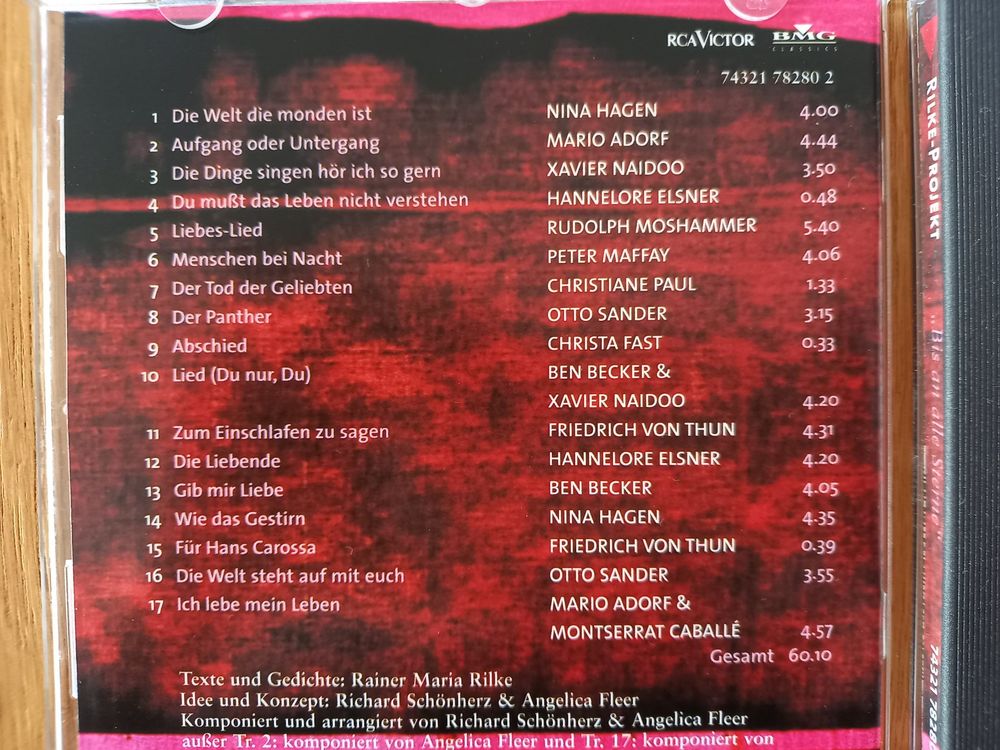 RCA VICTOR BMG
CLASSICS
74321 78280 2
1 Die Welt die monden ist NINA HAGEN 4.00
2 Aufgang oder Untergang MARIO ADORF 4.44
3 Die Dinge singen hör ich so gern XAVIER NAIDOO 3.50
4 Du mußt das Leben nicht verstehen HANNELORE ELSNER 0.48
5 Liebes-Lied RUDOLPH MOSHAMMER 5.40
6 Menschen bei Nacht PETER MAFFAY 4.06
7 Der Tod der Geliebten CHRISTIANE PAUL 1.33
8 Der Panther OTTO SANDER 3.15
9 Abschied CHRISTA FAST 0.33
10 Lied (Du nur, Du) BEN BECKER &
XAVIER NAIDOO 4.20
11 Zum Einschlafen zu sagen FRIEDRICH VON THUN 4.31
12 Die Liebende HANNELORE ELSNER 4.20
13 Gib mir Liebe BEN BECKER 4.05
14 Wie das Gestirn NINA HAGEN 4.35
15 Für Hans Carossa FRIEDRICH VON THUN 0.39
16 Die Welt steht auf mit euch OTTO SANDER 3.55
17 Ich lebe mein Leben MARIO ADORF &
MONTSERRAT CABALLÉ 4.57
Gesamt 60.10
Texte und Gedichte: Rainer Maria Rilke
Idee und Konzept: Richard Schönherz & Angelica Fleer
Komponiert und arrangiert von Richard Schönherz & Angelica Fleer
außer Tr. 2: komponiert von Angelica Fleer und Tr. 17: komponiert von
RILKE-PROJEKT „Bis an alle Sterne" 74321 7828